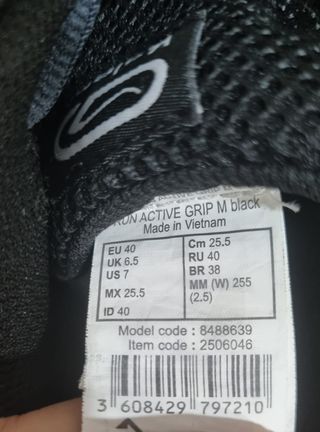 RUN ACTIVE GRIP M black
Made in Vietnam
EU 40
UK 6.5
US 7
MX 25.5
ID 40
Cm 25.5
RU 40
BR 38
MM (W) 255
(2.5)
Model code : 8488639
Item code : 2506046
3 608429 797210